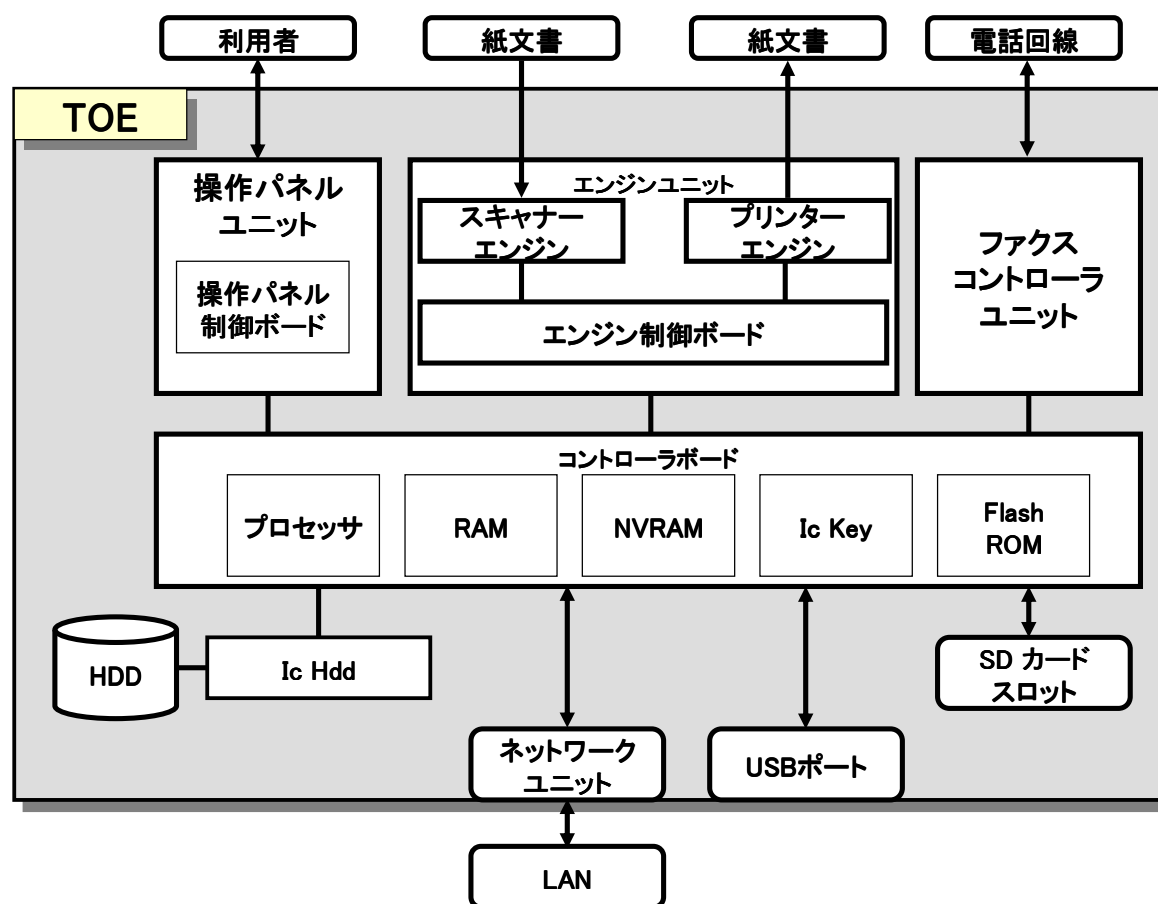 利用者
紙文書
紙文書
電話回線
TOE
操作パネル
ユニット
操作パネル
制御ボード
エンジンユニット
スキャナー
エンジン
プリンター
エンジン
エンジン制御ボード
ファクス
コントローラ
ユニット
コントローラボード
プロセッサ
RAM
NVRAM
Ic Key
Flash
ROM
HDD
Ic Hdd
SD カード
スロット
ネットワーク
ユニット
USBポート
LAN